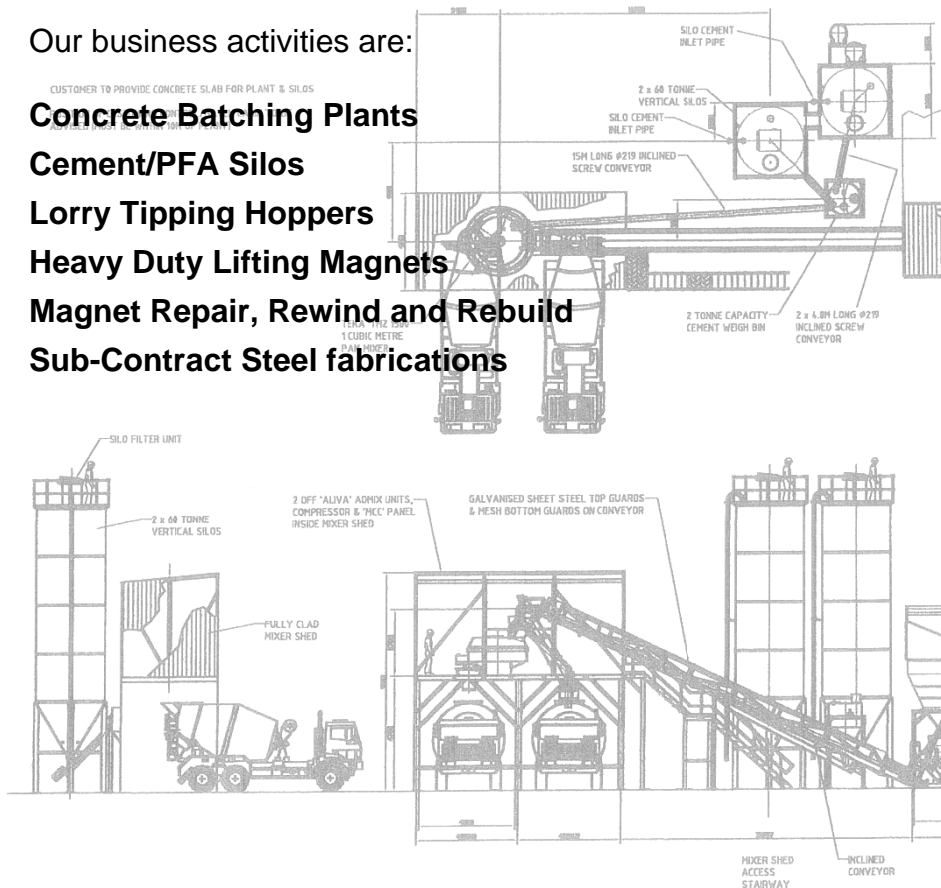 Our business activities are:
CUSTOMER TO PROVIDE CONCRETE SLAB FOR PLANT & SILOS
Concrete Batching Plants
Cement/PFA Silos
Lorry Tipping Hoppers
Heavy Duty Lifting Magnets
Magnet Repair, Rewind and Rebuild
Sub-Contract Steel fabrications
SILO CEMENT
INLET PIPE
2 x 60 TONNE
VERTICAL SILOS
SILO CEMENT
INLET PIPE
15M LONG Ø219 INCLINED
SCREW CONVEYOR
1 CUBIC METRE
PAN MIXER
2 TONNE CAPACITY
CEMENT WEIGH BIN
2 x 4.8M LONG Ø219
INCLINED SCREW
CONVEYOR
SILO FILTER UNIT
2 x 60 TONNE
VERTICAL SILOS
FULLY CLAD
MIXER SHED
2 OFF 'ALIVA' ADMIX UNITS,
COMPRESSOR & 'MCC' PANEL
INSIDE MIXER SHED
GALVANISED SHEET STEEL TOP GUARDS
& MESH BOTTOM GUARDS ON CONVEYOR
MIXER SHED
ACCESS
STAIRWAY
INCLINED
CONVEYOR